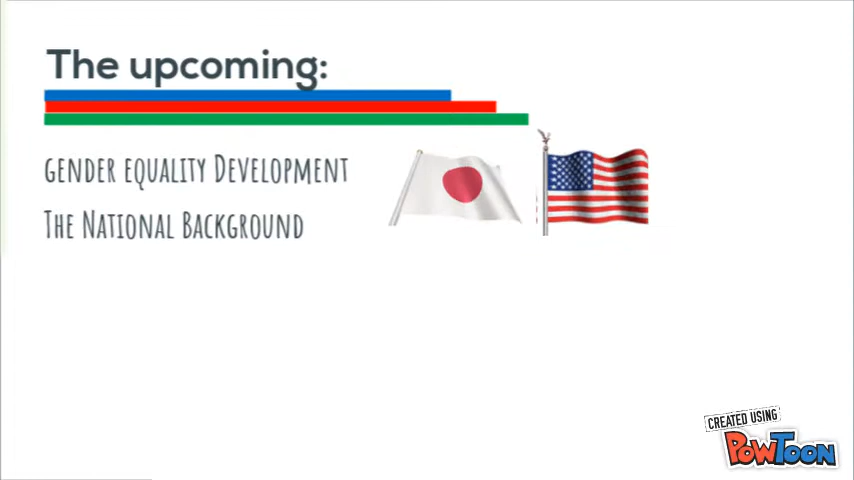 The upcoming:
GENDER EQUALITY DEVELOPMENT
THE NATIONAL BACKGROUND
CREATED USING
POWTOON